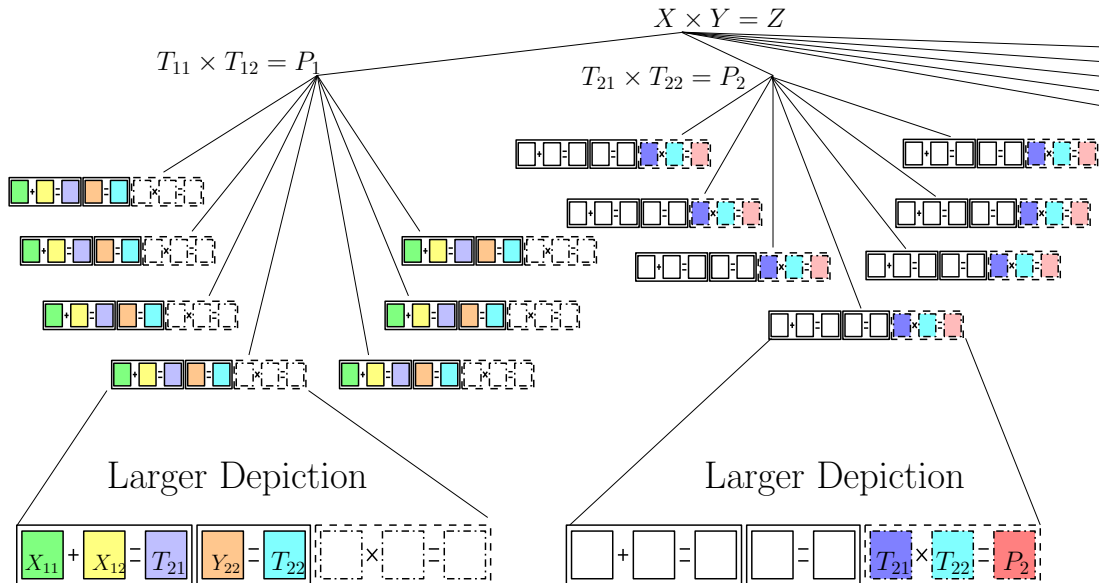 X × Y = Z
T₁₁ × T₁₂ = P₁
T₂₁ × T₂₂ = P₂
Larger Depiction
Larger Depiction
X₁₁ + X₁₂ = T₂₁ Y₂₂ = T₂₂ × =
+ = = T₂₁ × T₂₂ = P₂